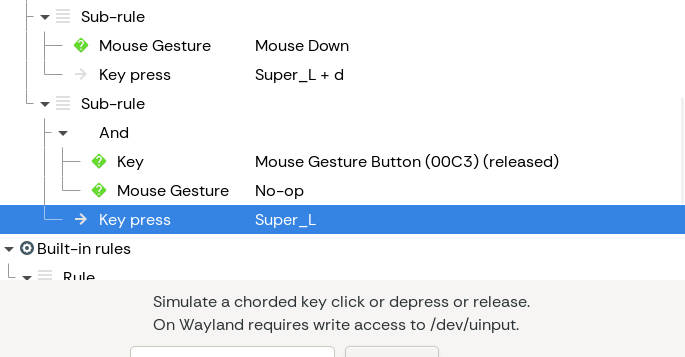 Sub-rule
Mouse Gesture Mouse Down
Key press Super_L + d
Sub-rule
And
Key Mouse Gesture Button (00C3) (released)
Mouse Gesture No-op
Key press Super_L
Built-in rules
Rule
Simulate a chorded key click or depress or release.
On Wayland requires write access to /dev/uinput.